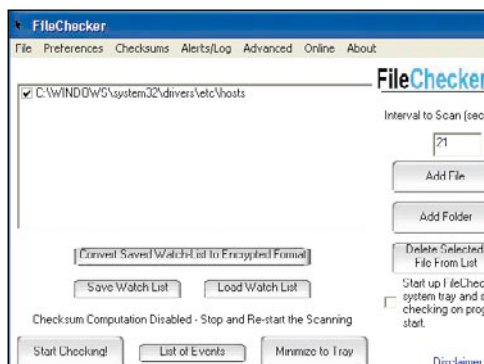 FileChecker
File Preferences Checksums Alerts/Log Advanced Online About
C:\WINDOWS\system32\drivers\etc\hosts
FileChecker
Interval to Scan (sec
21
Add File
Add Folder
Convert Saved Watch-List to Encrypted Format
Delete Selected
File From List
Save Watch List Load Watch List
Start up FileChec
system tray and s
checking on prog
start.
Checksum Computation Disabled - Stop and Re-start the Scanning
Start Checking! List of Events Minimize to Tray
Disclaimer